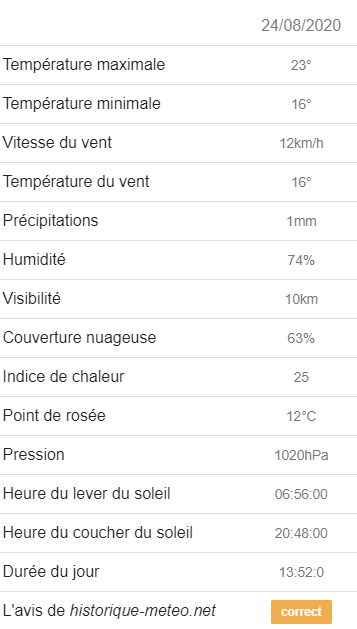 24/08/2020
Température maximale 23°
Température minimale 16°
Vitesse du vent 12km/h
Température du vent 16°
Précipitations 1mm
Humidité 74%
Visibilité 10km
Couverture nuageuse 63%
Indice de chaleur 25
Point de rosée 12°C
Pression 1020hPa
Heure du lever du soleil 06:56:00
Heure du coucher du soleil 20:48:00
Durée du jour 13:52:0
L'avis de historique-meteo.net correct